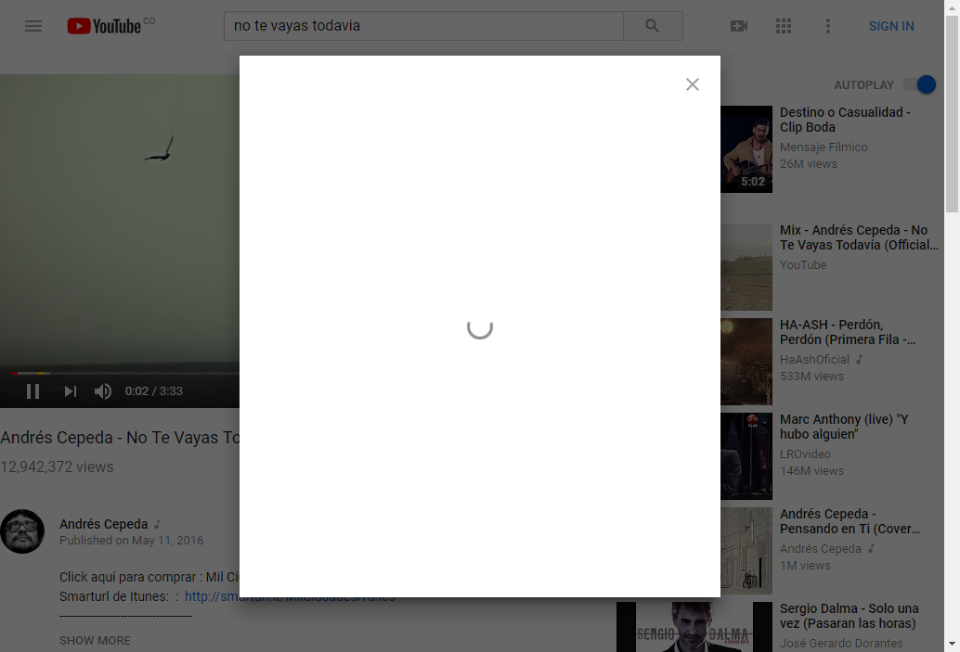 YouTube CO
no te vayas todavia
SIGN IN
AUTOPLAY
Destino o Casualidad -
Clip Boda
Mensaje Fílmico
26M views
5:02
Mix - Andrés Cepeda - No
Te Vayas Todavía (Official...
YouTube
HA-ASH - Perdón,
Perdón (Primera Fila -...
HaAshOficial
533M views
0:02 / 3:33
Marc Anthony (live) "Y
hubo alguien"
LROvideo
146M views
Andrés Cepeda - No Te Vayas To
12,942,372 views
Andrés Cepeda -
Pensando en Ti (Cover...
Andrés Cepeda
1M views
Andrés Cepeda
Published on May 11, 2016
Click aquí para comprar : Mil Ci
Smarturl de Itunes: : http://smarturl.it/MilCiudadesiTunes
-------------------------------------
SHOW MORE
Sergio Dalma - Solo una
vez (Pasaran las horas)
José Gerardo Dorantes
SERGIO DALMA